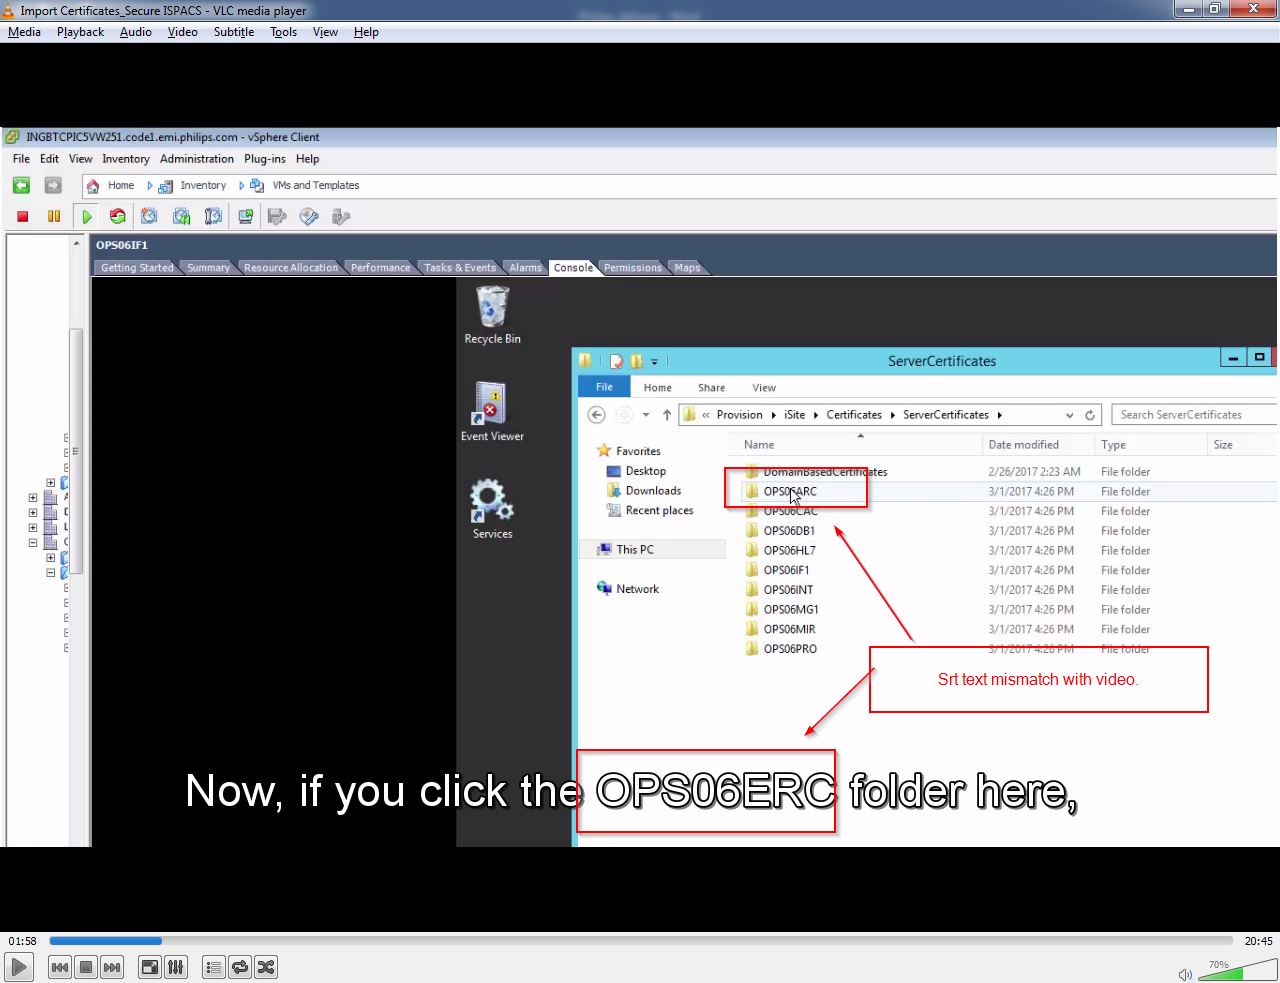 Import Certificates_Secure ISPACS - VLC media player
Media Playback Audio Video Subtitle Tools View Help
INGBTCPIC5VW251.code1.emi.philips.com - vSphere Client
File Edit View Inventory Administration Plug-ins Help
Home Inventory VMs and Templates
OPS06IF1
Getting Started Summary Resource Allocation Performance Tasks & Events Alarms Console Permissions Maps
Recycle Bin
Event Viewer
Services
ServerCertificates
File Home Share View
« Provision iSite Certificates ServerCertificates Search ServerCertificates
Favorites
Desktop
Downloads
Recent places
This PC
Network
Name Date modified Type Size
DomainBasedCertificates 2/26/2017 2:23 AM File folder
OPS06ARC 3/1/2017 4:26 PM File folder
OPS06CAC 3/1/2017 4:26 PM File folder
OPS06DB1 3/1/2017 4:26 PM File folder
OPS06HL7 3/1/2017 4:26 PM File folder
OPS06IF1 3/1/2017 4:26 PM File folder
OPS06INT 3/1/2017 4:26 PM File folder
OPS06MG1 3/1/2017 4:26 PM File folder
OPS06MIR 3/1/2017 4:26 PM File folder
OPS06PRO 3/1/2017 4:26 PM File folder
Srt text mismatch with video.
Now, if you click the OPS06ERC folder here,
01:58 20:45
70%